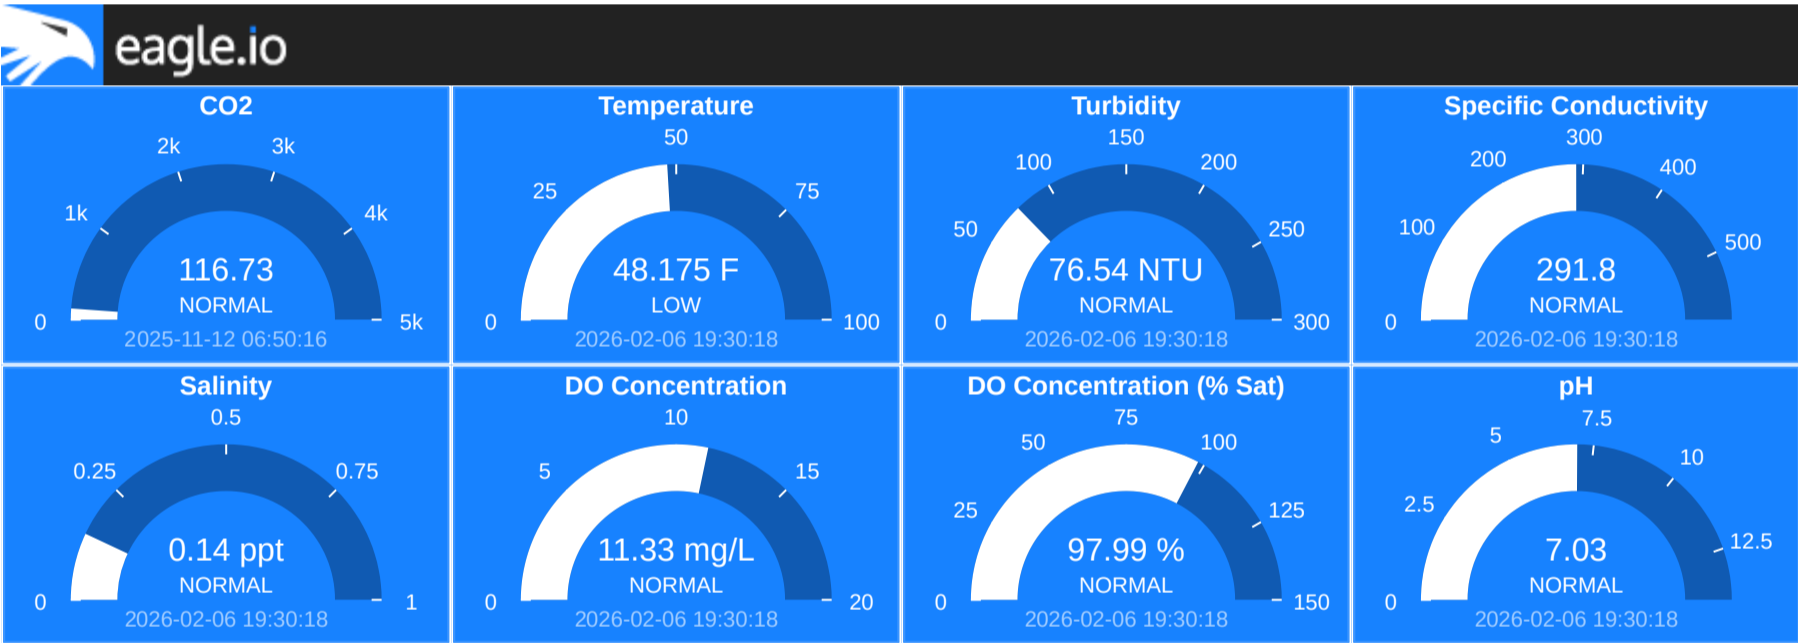 eagle.io
CO2
2k
3k
1k
4k
116.73
NORMAL
0
5k
2025-11-12 06:50:16
Temperature
50
25
75
48.175 F
LOW
0
100
2026-02-06 19:30:18
Turbidity
150
100
200
50
250
76.54 NTU
NORMAL
0
300
2026-02-06 19:30:18
Specific Conductivity
300
200
400
100
500
291.8
NORMAL
0
2026-02-06 19:30:18
Salinity
0.5
0.25
0.75
0.14 ppt
NORMAL
0
1
2026-02-06 19:30:18
DO Concentration
10
5
15
11.33 mg/L
NORMAL
0
20
2026-02-06 19:30:18
DO Concentration (% Sat)
75
50
100
25
125
97.99 %
NORMAL
0
150
2026-02-06 19:30:18
pH
7.5
5
10
2.5
12.5
7.03
NORMAL
0
2026-02-06 19:30:18